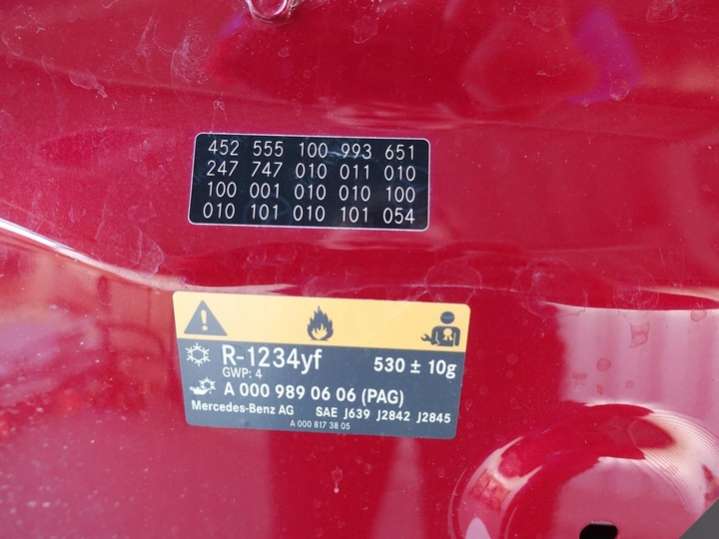 452 555 100 993 651
247 747 010 011 010
100 001 010 010 100
010 101 010 101 054
R-1234yf 530 ± 10g
GWP: 4
A 000 989 06 06 (PAG)
Mercedes-Benz AG SAE J639 J2842 J2845
A 000 817 38 05